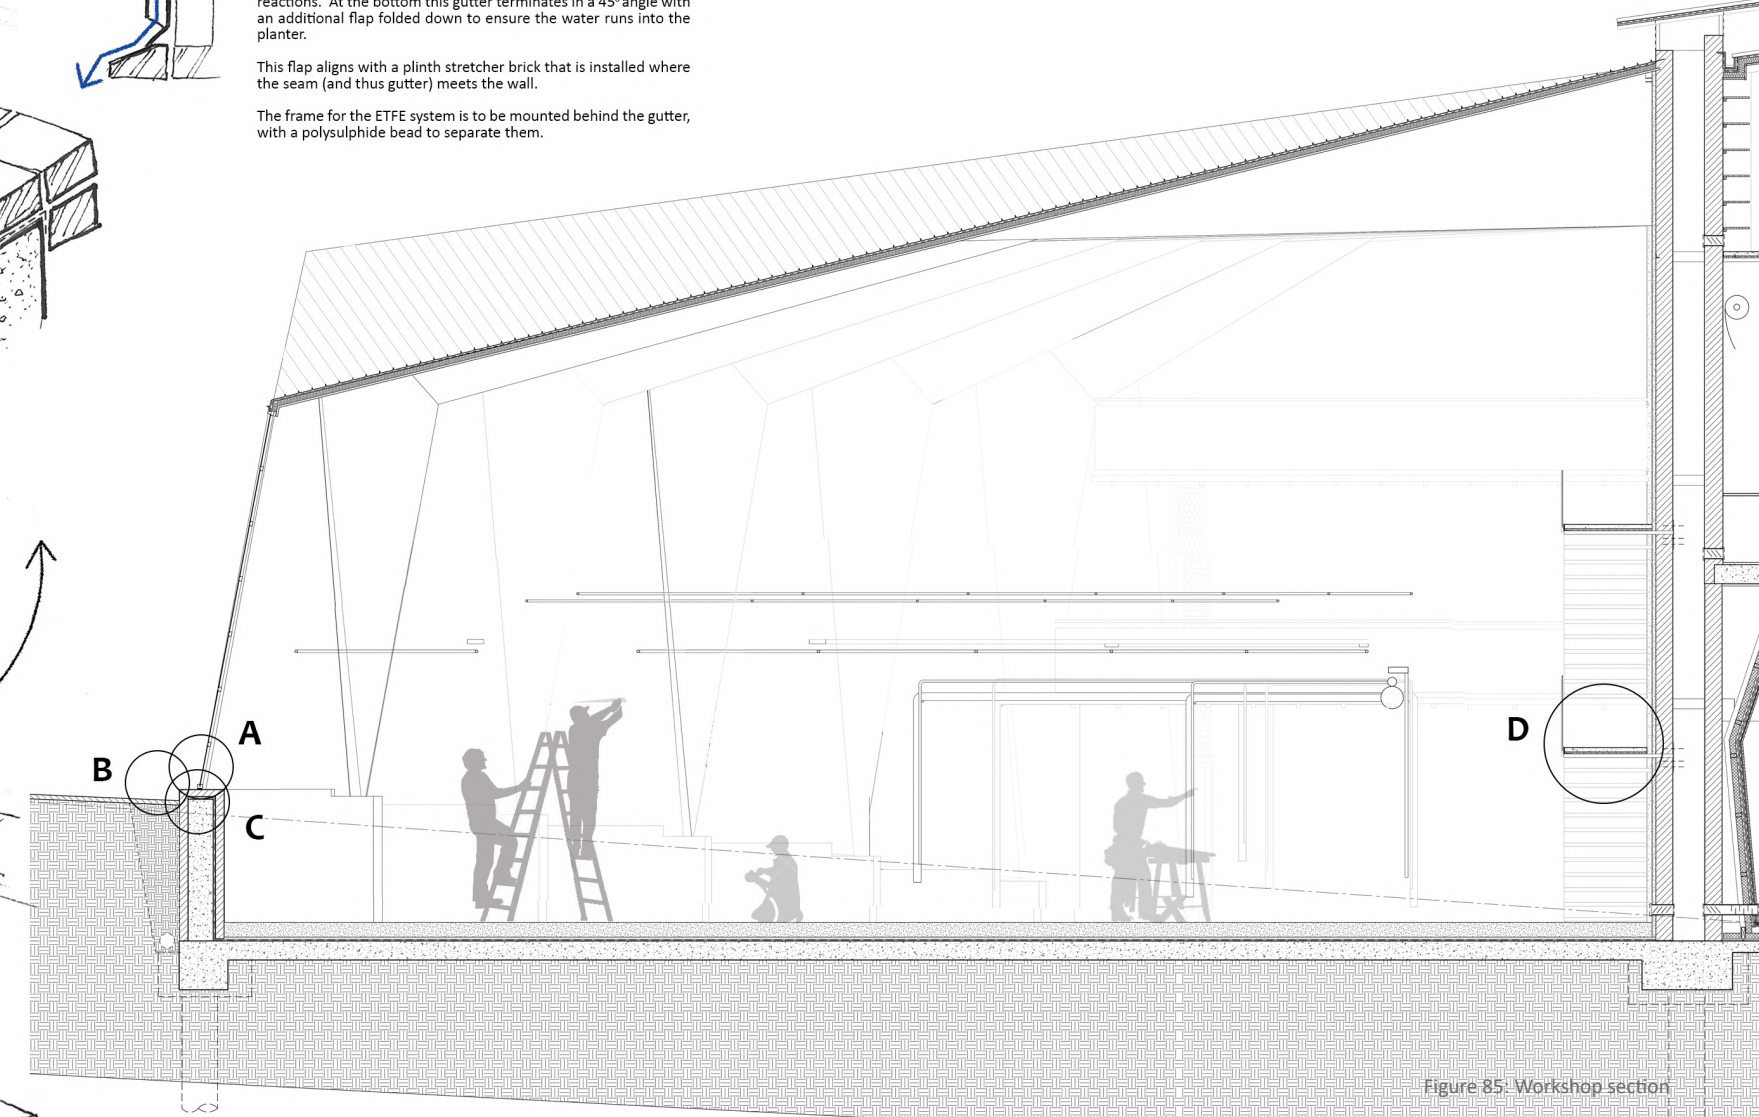 reactions. At the bottom this gutter terminates in a 45° angle with
an additional flap folded down to ensure the water runs into the
planter.
This flap aligns with a plinth stretcher brick that is installed where
the seam (and thus gutter) meets the wall.
The frame for the ETFE system is to be mounted behind the gutter,
with a polysulphide bead to separate them.
A
B
C
D
Figure 85: Workshop section